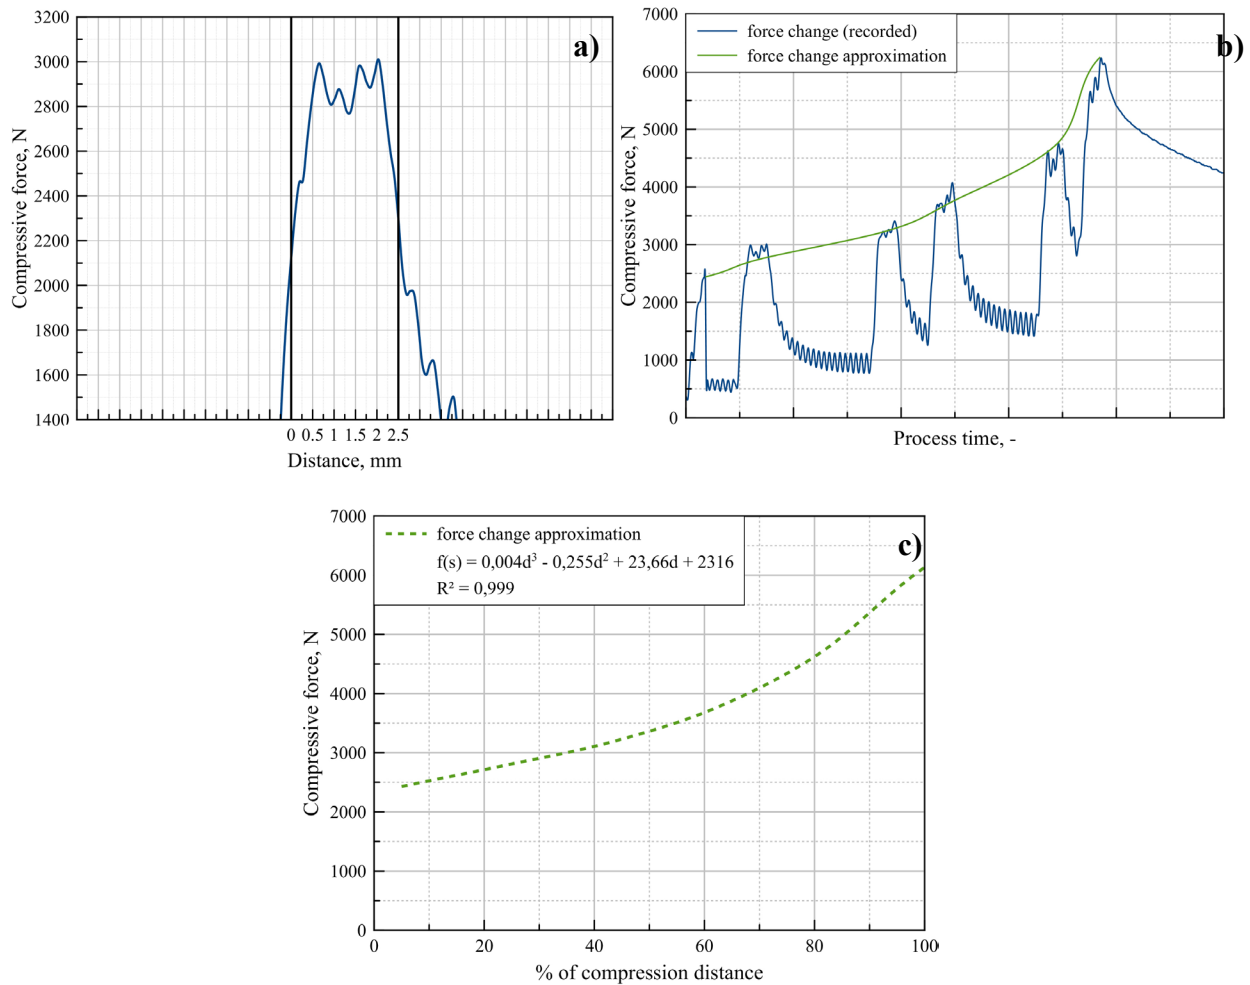 a)
3200
3000
2800
2600
2400
2200
2000
1800
1600
1400
Compressive force, N
0 0.5 1 1.5 2 2.5
Distance, mm
b)
force change (recorded)
force change approximation
7000
6000
5000
4000
3000
2000
1000
0
Compressive force, N
Process time, -
c)
force change approximation
f(s) = 0,004d³ - 0,255d² + 23,66d + 2316
R² = 0,999
7000
6000
5000
4000
3000
2000
1000
0
Compressive force, N
0 20 40 60 80 100
% of compression distance